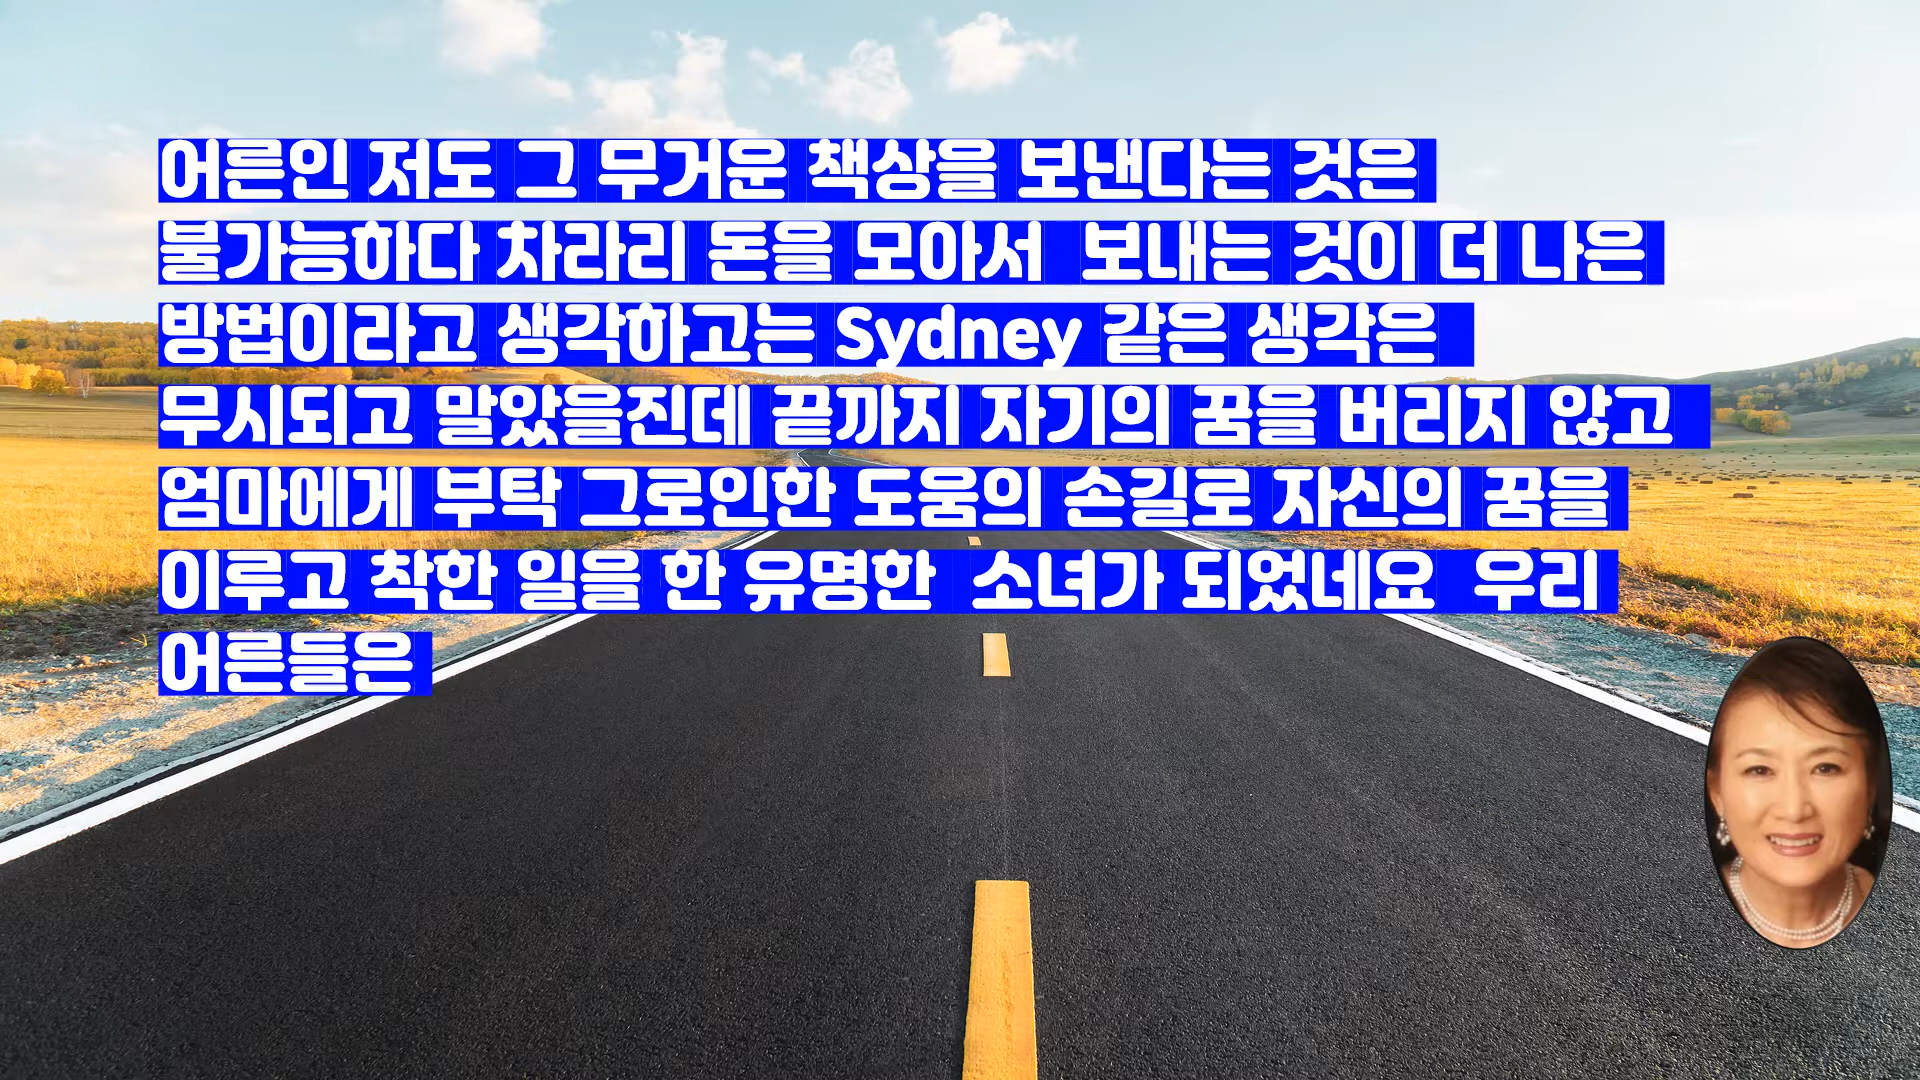 어른인 저도 그 무거운 책상을 보낸다는 것은
불가능하다 차라리 돈을 모아서 보내는 것이 더 나은
방법이라고 생각하고는 Sydney 같은 생각은
무시되고 말았을진데 끝까지 자기의 꿈을 버리지 않고
엄마에게 부탁 그로인한 도움의 손길로 자신의 꿈을
이루고 착한 일을 한 유명한 소녀가 되었네요 우리
어른들은